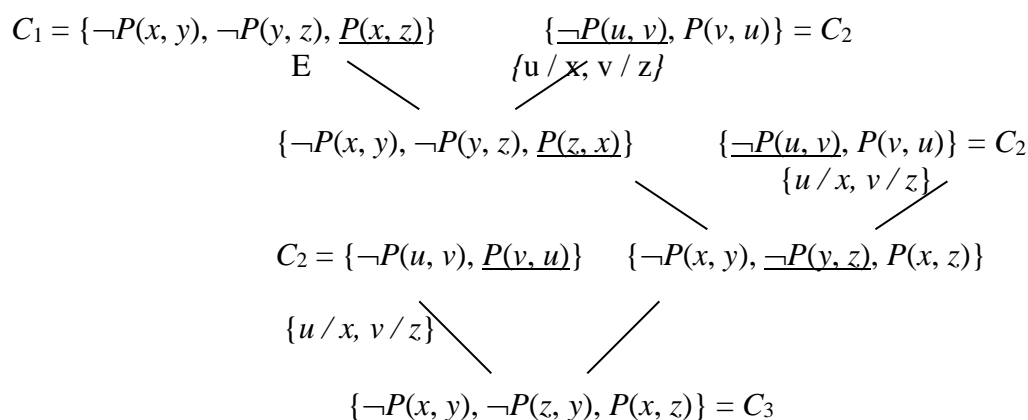 C1 = {¬P(x, y), ¬P(y, z), P(x, z)} {¬P(u, v), P(v, u)} = C2
E {u / x, v / z}
{¬P(x, y), ¬P(y, z), P(z, x)} {¬P(u, v), P(v, u)} = C2
{u / x, v / z}
C2 = {¬P(u, v), P(v, u)} {¬P(x, y), ¬P(y, z), P(x, z)}
{u / x, v / z}
{¬P(x, y), ¬P(z, y), P(x, z)} = C3